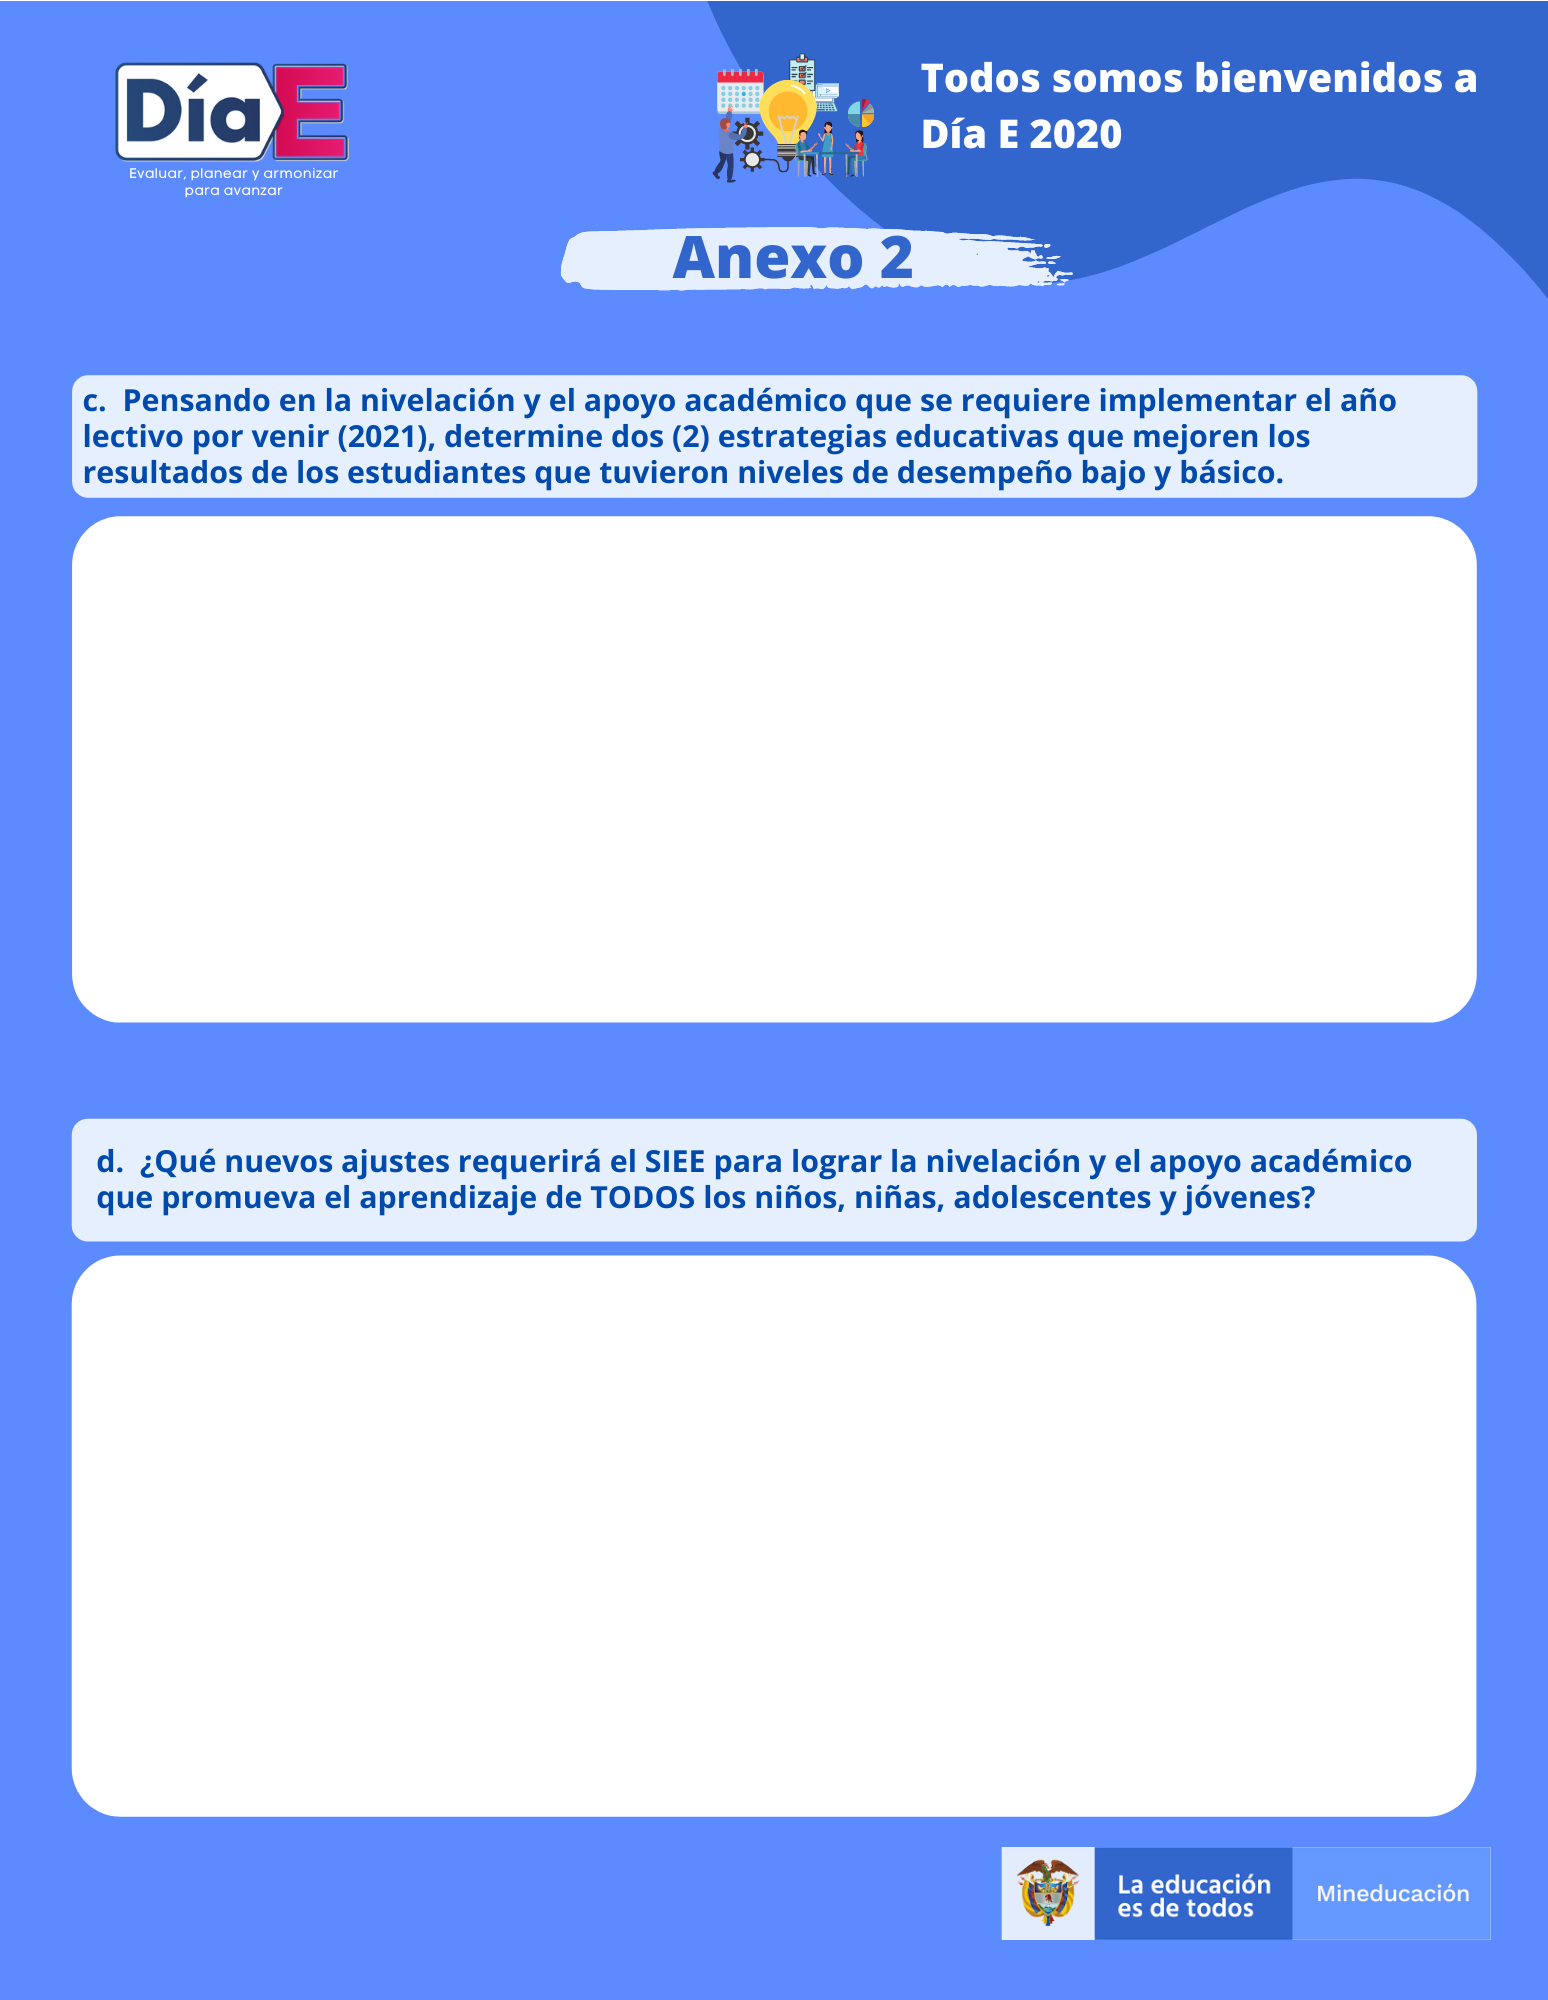 DíaE
Evaluar, planear y armonizar
para avanzar
Todos somos bienvenidos a
Día E 2020
Anexo 2
c.  Pensando en la nivelación y el apoyo académico que se requiere implementar el año
lectivo por venir (2021), determine dos (2) estrategias educativas que mejoren los
resultados de los estudiantes que tuvieron niveles de desempeño bajo y básico.
d.  ¿Qué nuevos ajustes requerirá el SIEE para lograr la nivelación y el apoyo académico
que promueva el aprendizaje de TODOS los niños, niñas, adolescentes y jóvenes?
La educación
es de todos
Mineducación